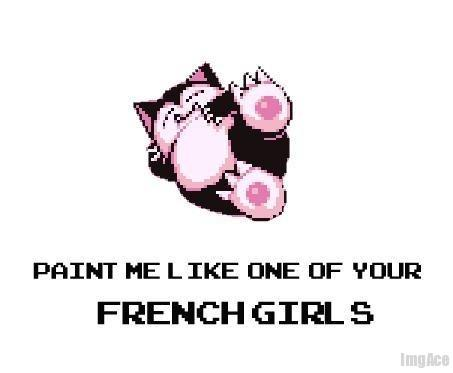 PAINT ME LIKE ONE OF YOUR
FRENCH GIRLS
ImgAce